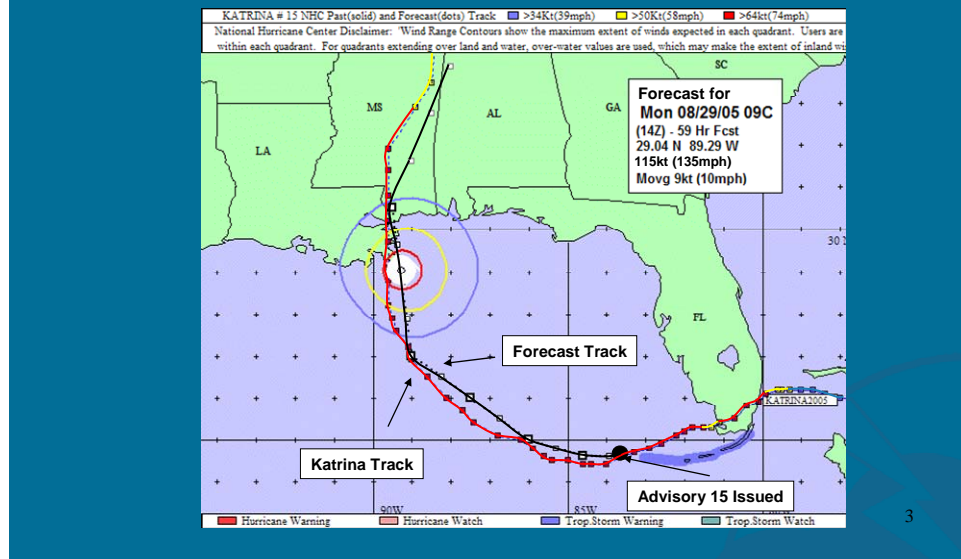 KATRINA # 15 NHC Past(solid) and Forecast(dots) Track >34Kt(39mph) >50Kt(58mph) >64kt(74mph)
National Hurricane Center Disclaimer: 'Wind Range Contours show the maximum extent of winds expected in each quadrant. Users are
within each quadrant. For quadrants extending over land and water, over-water values are used, which may make the extent of inland wi
SC
Forecast for
Mon 08/29/05 09C
(14Z) - 59 Hr Fcst
29.04 N 89.29 W
115kt (135mph)
Movg 9kt (10mph)
MS
AL
GA
LA
30
FL
Forecast Track
KATRINA2005
Katrina Track
Advisory 15 Issued
90W
85W
Hurricane Warning Hurricane Watch Trop.Storm Warning Trop.Storm Watch
3